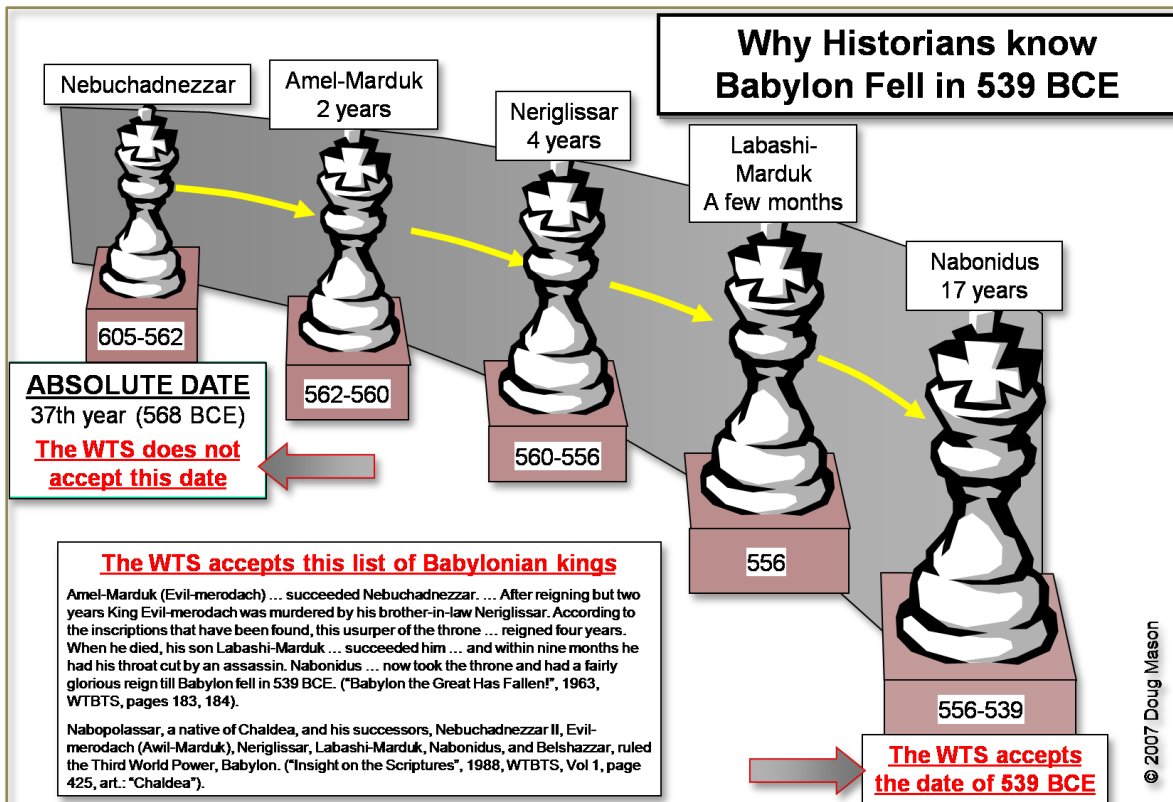 Why Historians know
Babylon Fell in 539 BCE
Nebuchadnezzar
Amel-Marduk
2 years
Neriglissar
4 years
Labashi-
Marduk
A few months
Nabonidus
17 years
605-562
562-560
560-556
556
556-539
ABSOLUTE DATE
37th year (568 BCE)
The WTS does not
accept this date
The WTS accepts this list of Babylonian kings
Amel-Marduk (Evil-merodach) … succeeded Nebuchadnezzar. … After reigning but two
years King Evil-merodach was murdered by his brother-in-law Neriglissar. According to
the inscriptions that have been found, this usurper of the throne … reigned four years.
When he died, his son Labashi-Marduk … succeeded him … and within nine months he
had his throat cut by an assassin. Nabonidus … now took the throne and had a fairly
glorious reign till Babylon fell in 539 BCE. ("Babylon the Great Has Fallen!", 1963,
WTBTS, pages 183, 184).
Nabopolassar, a native of Chaldea, and his successors, Nebuchadnezzar II, Evil-
merodach (Awil-Marduk), Neriglissar, Labashi-Marduk, Nabonidus, and Belshazzar, ruled
the Third World Power, Babylon. ("Insight on the Scriptures", 1988, WTBTS, Vol 1, page
425, art.: "Chaldea").
The WTS accepts
the date of 539 BCE
© 2007 Doug Mason